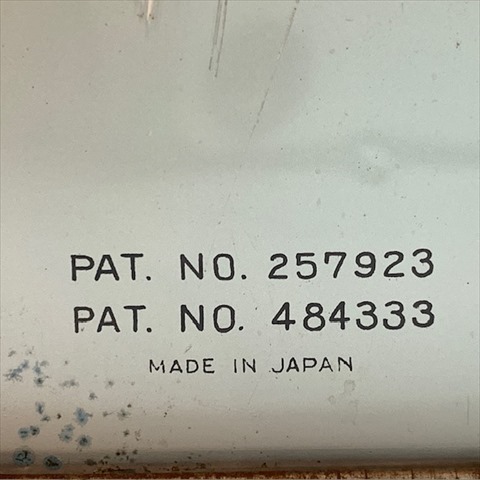 PAT. NO. 257923
PAT. NO. 484333
MADE IN JAPAN